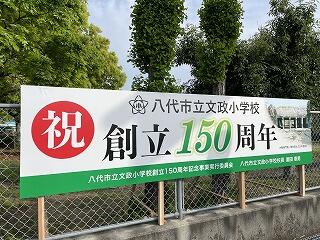 祝
八代市立文政小学校
創立150周年
八代市立文政小学校創立150周年記念事業実行委員会 八代市立文政小学校校長